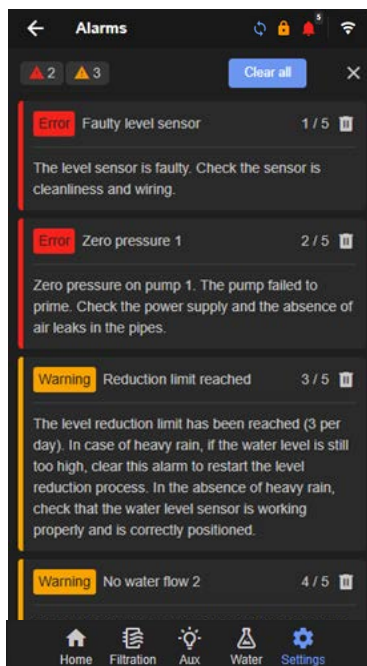 Alarms
5
2
3
Clear all
Error Faulty level sensor 1 / 5
The level sensor is faulty. Check the sensor is
cleanliness and wiring.
Error Zero pressure 1 2 / 5
Zero pressure on pump 1. The pump failed to
prime. Check the power supply and the absence of
air leaks in the pipes.
Warning Reduction limit reached 3 / 5
The level reduction limit has been reached (3 per
day). In case of heavy rain, if the water level is still
too high, clear this alarm to restart the level
reduction process. In the absence of heavy rain,
check that the water level sensor is working
properly and is correctly positioned.
Warning No water flow 2 4 / 5
Home Filtration Aux Water Settings